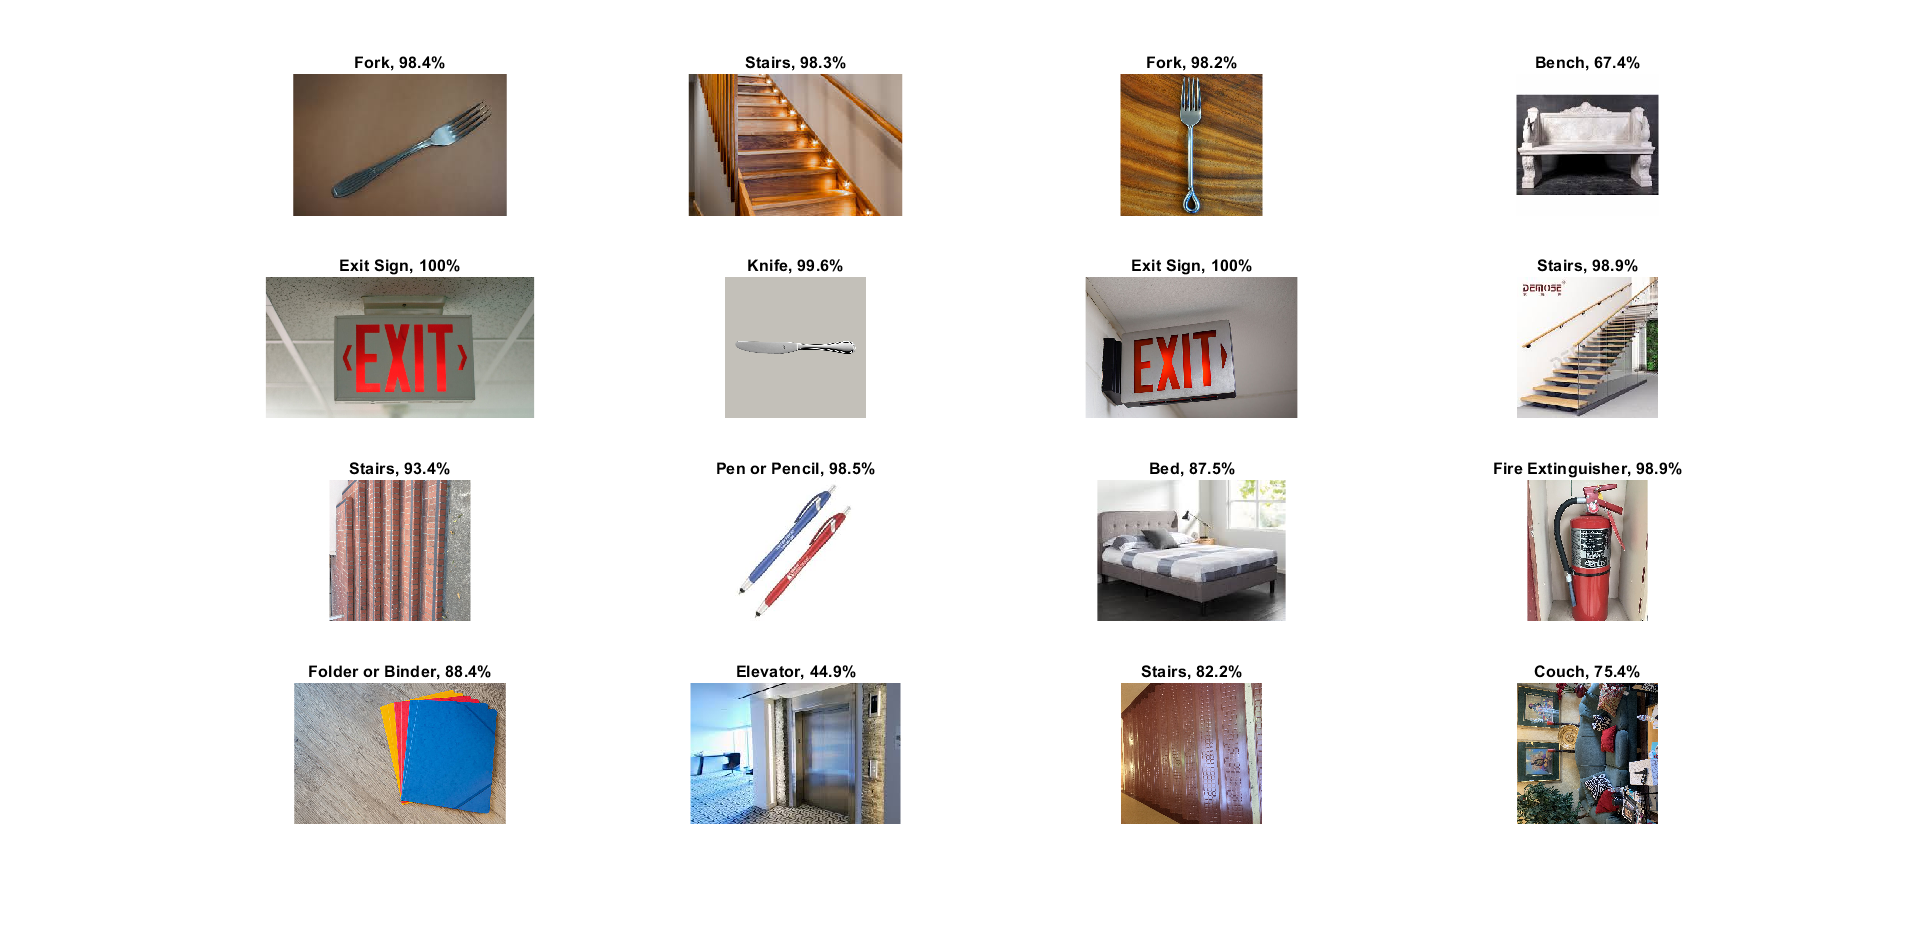 Fork, 98.4%
Stairs, 98.3%
Fork, 98.2%
Bench, 67.4%
Exit Sign, 100%
Knife, 99.6%
Exit Sign, 100%
Stairs, 98.9%
EXIT
EXIT
DEMOSE
Stairs, 93.4%
Pen or Pencil, 98.5%
Bed, 87.5%
Fire Extinguisher, 98.9%
Folder or Binder, 88.4%
Elevator, 44.9%
Stairs, 82.2%
Couch, 75.4%